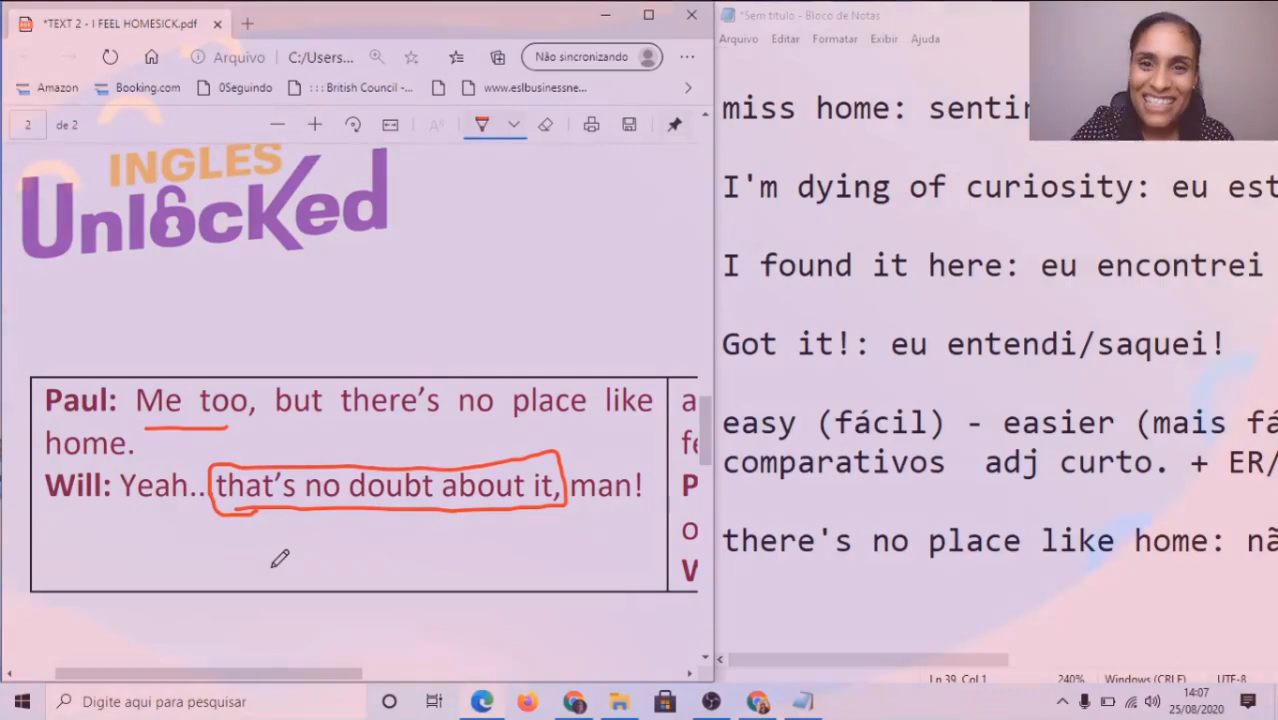 *TEXT 2 - I FEEL HOMESICK.pdf
Arquivo C:/Users... Não sincronizando
Amazon Booking.com 0Seguindo : : : British Council -... www.eslbusinessne...
2 de 2
INGLES
Unlocked
Paul: Me too, but there's no place like
home.
Will: Yeah...that's no doubt about it, man!
a
fe
P
o
W
*Sem título - Bloco de Notas
Arquivo Editar Formatar Exibir Ajuda
miss home: sentin
I'm dying of curiosity: eu est
I found it here: eu encontrei
Got it!: eu entendi/saquei!
easy (fácil) - easier (mais fá
comparativos adj curto. + ER/
there's no place like home: nã
Ln 39, Col 1 240% Windows (CRLF) UTF-8
Digite aqui para pesquisar
14:07
25/08/2020